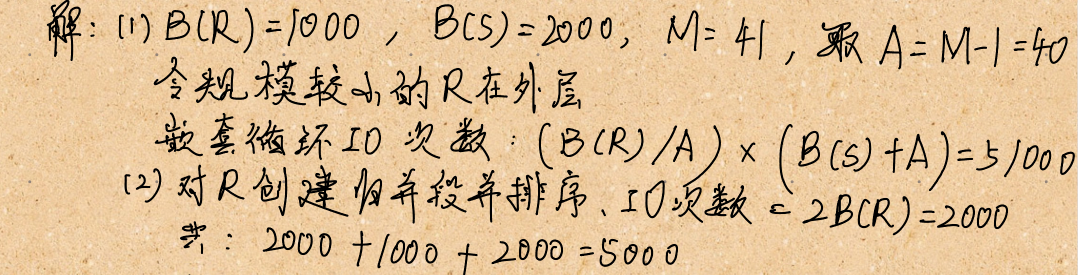 解：(1) B(R)=1000，B(S)=2000，M=41，取 A=M-1=40
令规模较小的R在外层
嵌套循环IO次数：(B(R)/A)×(B(S)+A)=51000
(2) 对R创建归并段并排序、IO次数=2B(R)=2000
共：2000+1000+2000=5000